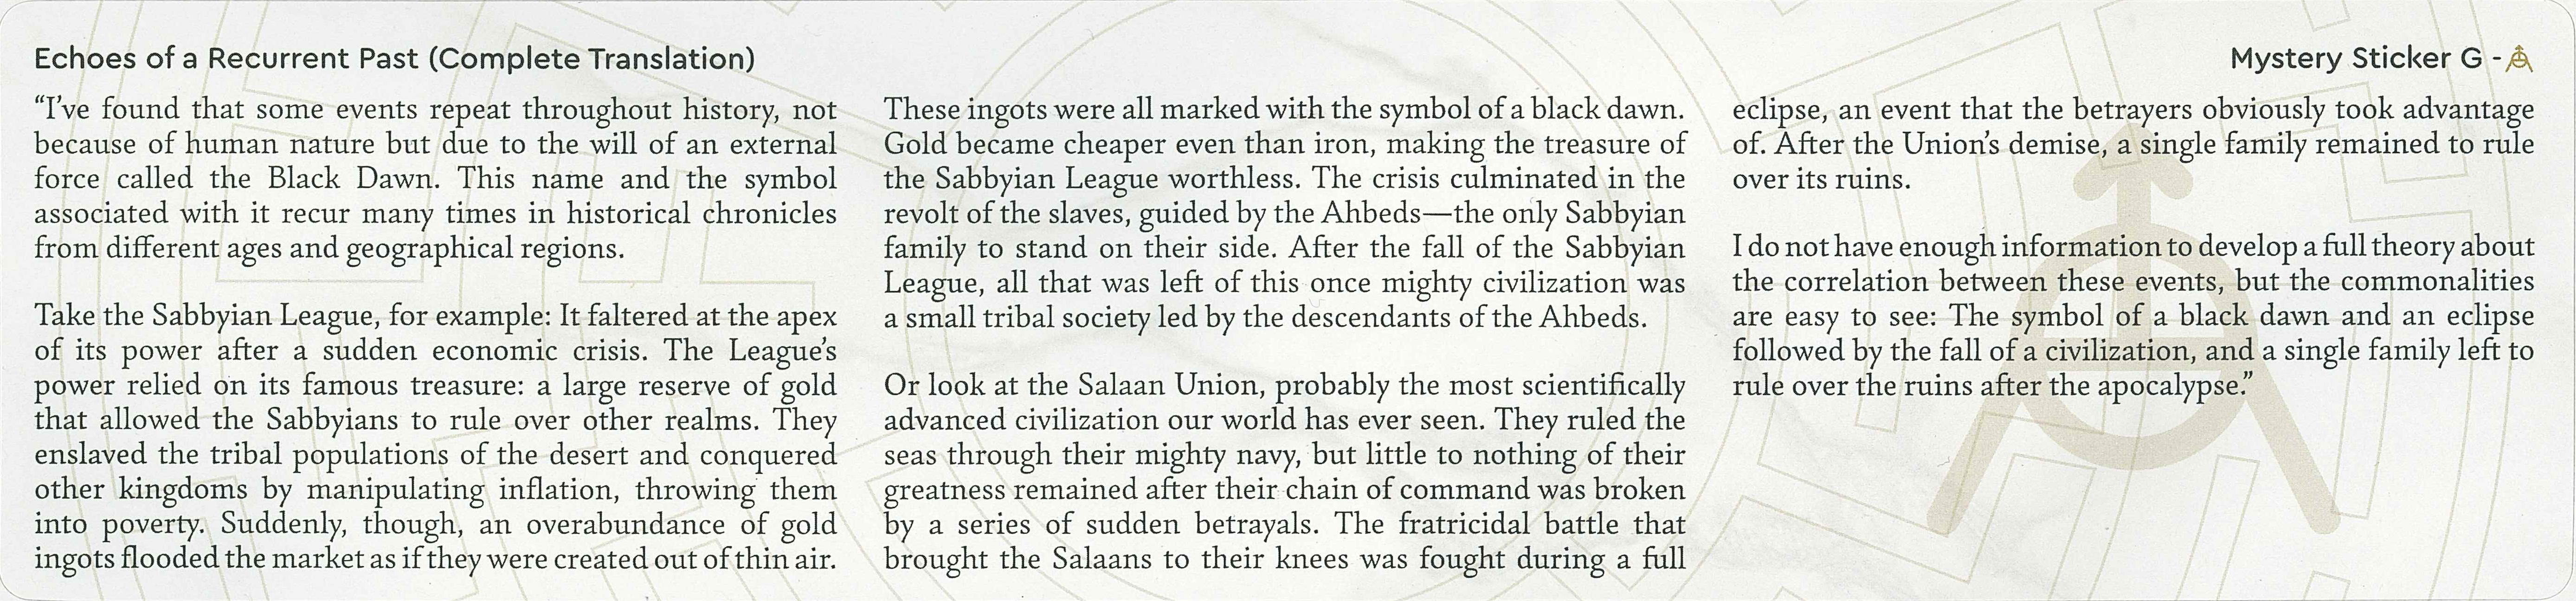 Echoes of a Recurrent Past (Complete Translation)
Mystery Sticker G -
“I’ve found that some events repeat throughout history, not
because of human nature but due to the will of an external
force called the Black Dawn. This name and the symbol
associated with it recur many times in historical chronicles
from different ages and geographical regions.
Take the Sabbyian League, for example: It faltered at the apex
of its power after a sudden economic crisis. The League’s
power relied on its famous treasure: a large reserve of gold
that allowed the Sabbyians to rule over other realms. They
enslaved the tribal populations of the desert and conquered
other kingdoms by manipulating inflation, throwing them
into poverty. Suddenly, though, an overabundance of gold
ingots flooded the market as if they were created out of thin air.
These ingots were all marked with the symbol of a black dawn.
Gold became cheaper even than iron, making the treasure of
the Sabbyian League worthless. The crisis culminated in the
revolt of the slaves, guided by the Ahbeds—the only Sabbyian
family to stand on their side. After the fall of the Sabbyian
League, all that was left of this once mighty civilization was
a small tribal society led by the descendants of the Ahbeds.
Or look at the Salaan Union, probably the most scientifically
advanced civilization our world has ever seen. They ruled the
seas through their mighty navy, but little to nothing of their
greatness remained after their chain of command was broken
by a series of sudden betrayals. The fratricidal battle that
brought the Salaans to their knees was fought during a full
eclipse, an event that the betrayers obviously took advantage
of. After the Union’s demise, a single family remained to rule
over its ruins.
I do not have enough information to develop a full theory about
the correlation between these events, but the commonalities
are easy to see: The symbol of a black dawn and an eclipse
followed by the fall of a civilization, and a single family left to
rule over the ruins after the apocalypse.”